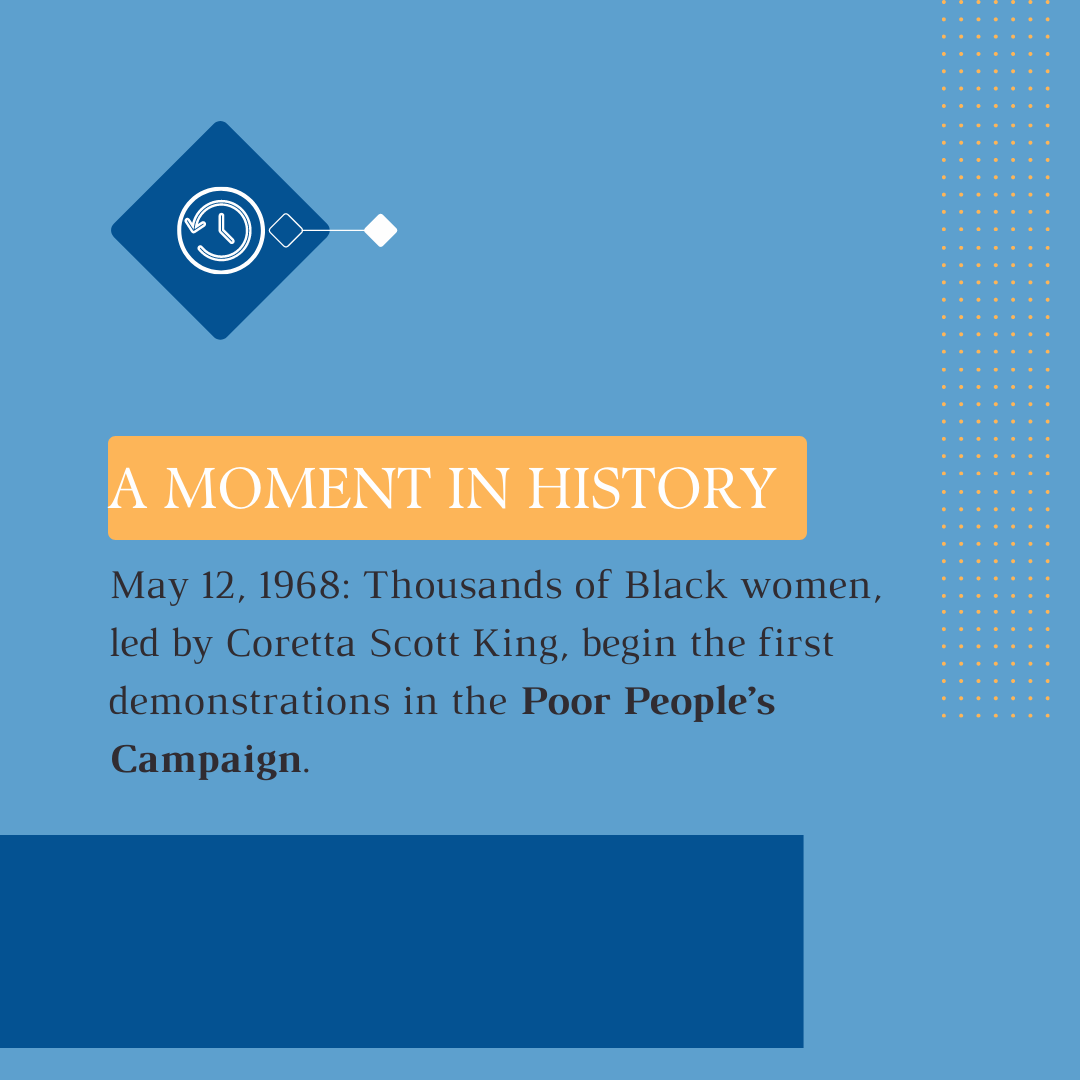 A MOMENT IN HISTORY
May 12, 1968: Thousands of Black women,
led by Coretta Scott King, begin the first
demonstrations in the Poor People’s
Campaign.